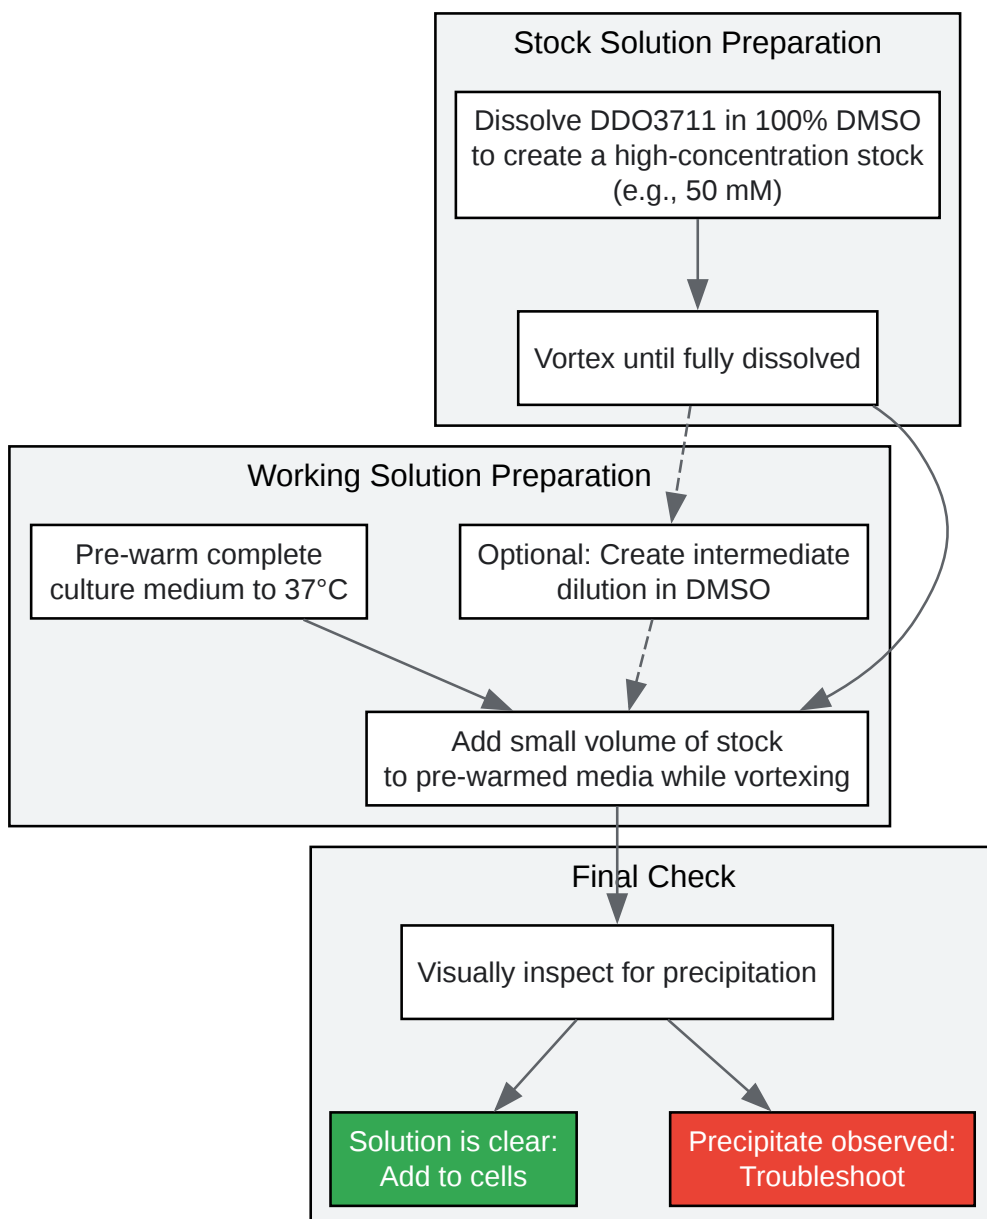 Stock Solution Preparation
Dissolve DDO3711 in 100% DMSO
to create a high-concentration stock
(e.g., 50 mM)
Vortex until fully dissolved
Working Solution Preparation
Pre-warm complete
culture medium to 37°C
Optional: Create intermediate
dilution in DMSO
Add small volume of stock
to pre-warmed media while vortexing
Final Check
Visually inspect for precipitation
Solution is clear:
Add to cells
Precipitate observed:
Troubleshoot